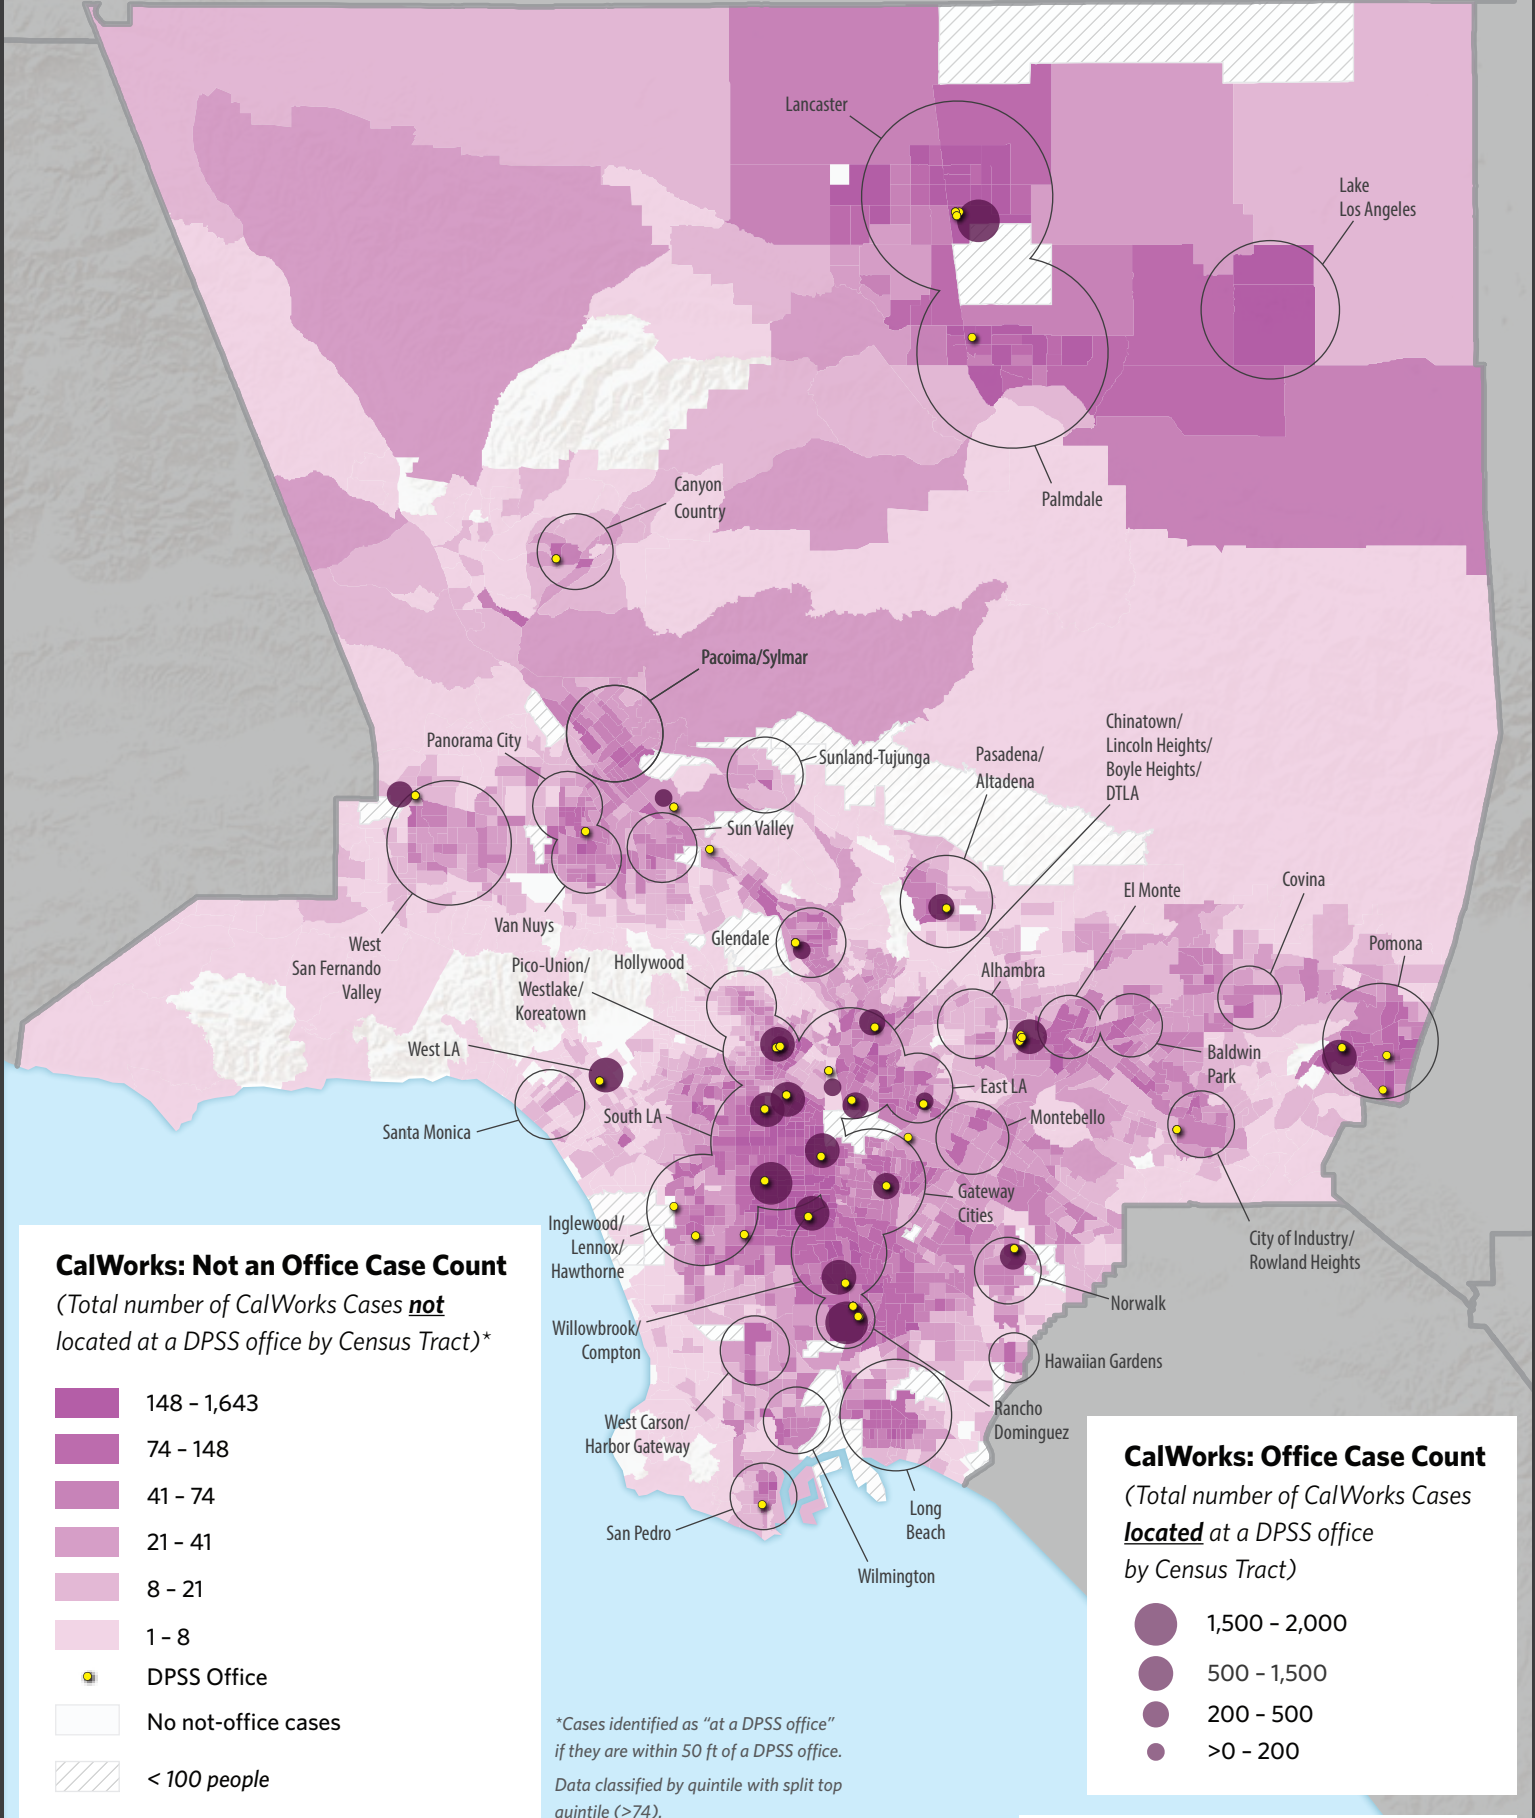 Lancaster
Lake
Los Angeles
Palmdale
Canyon
Country
Pacoima/Sylmar
Panorama City
Sunland-Tujunga
Pasadena/
Altadena
Chinatown/
Lincoln Heights/
Boyle Heights/
DTLA
Sun Valley
El Monte
Covina
Van Nuys
West
San Fernando
Valley
Glendale
Hollywood
Pico-Union/
Westlake/
Koreatown
Alhambra
Pomona
West LA
Baldwin
Park
East LA
South LA
Montebello
Santa Monica
Gateway
Cities
Inglewood/
Lennox/
Hawthorne
City of Industry/
Rowland Heights
Norwalk
Willowbrook/
Compton
Hawaiian Gardens
West Carson/
Harbor Gateway
Rancho
Dominguez
Long
Beach
San Pedro
Wilmington
CalWorks: Not an Office Case Count
(Total number of CalWorks Cases not
located at a DPSS office by Census Tract)*
148 – 1,643
74 – 148
41 – 74
21 – 41
8 – 21
1 – 8
DPSS Office
No not-office cases
< 100 people
*Cases identified as “at a DPSS office”
if they are within 50 ft of a DPSS office.
Data classified by quintile with split top
quintile (>74).
CalWorks: Office Case Count
(Total number of CalWorks Cases
located at a DPSS office
by Census Tract)
1,500 – 2,000
500 – 1,500
200 – 500
>0 – 200